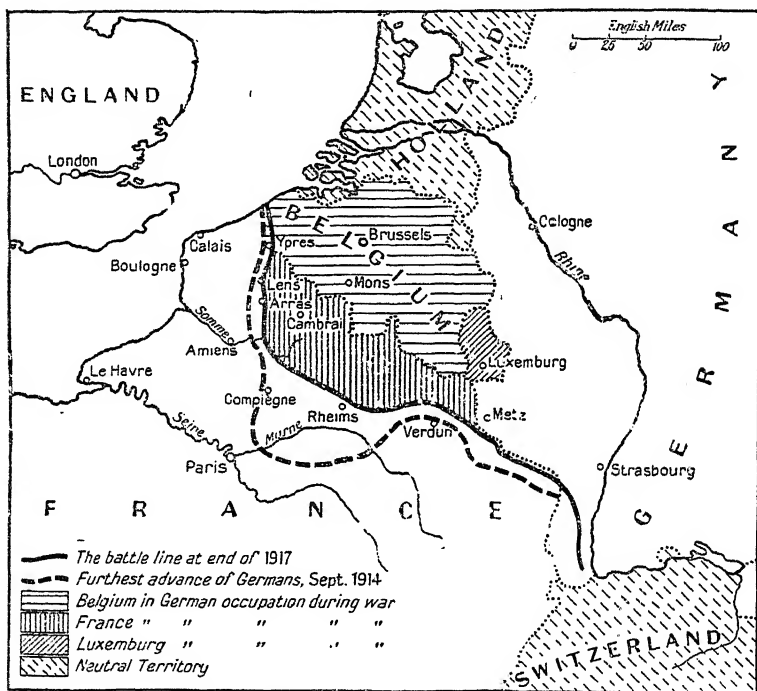 English Miles
0 25 50 100
ENGLAND
London
HOLLAND
GERMANY
Cologne
Rhine
BELGIUM
Brussels
Calais
Ypres
Boulogne
Lens
Mons
Arras
Cambrai
Somme
Amiens
Luxemburg
Le Havre
Compiegne
Rheims
Metz
Seine
Marne
Verdun
Paris
Strasbourg
FRANCE
SWITZERLAND
The battle line at end of 1917
Furthest advance of Germans, Sept. 1914
Belgium in German occupation during war
France " " " " "
Luxemburg " " " "
Neutral Territory